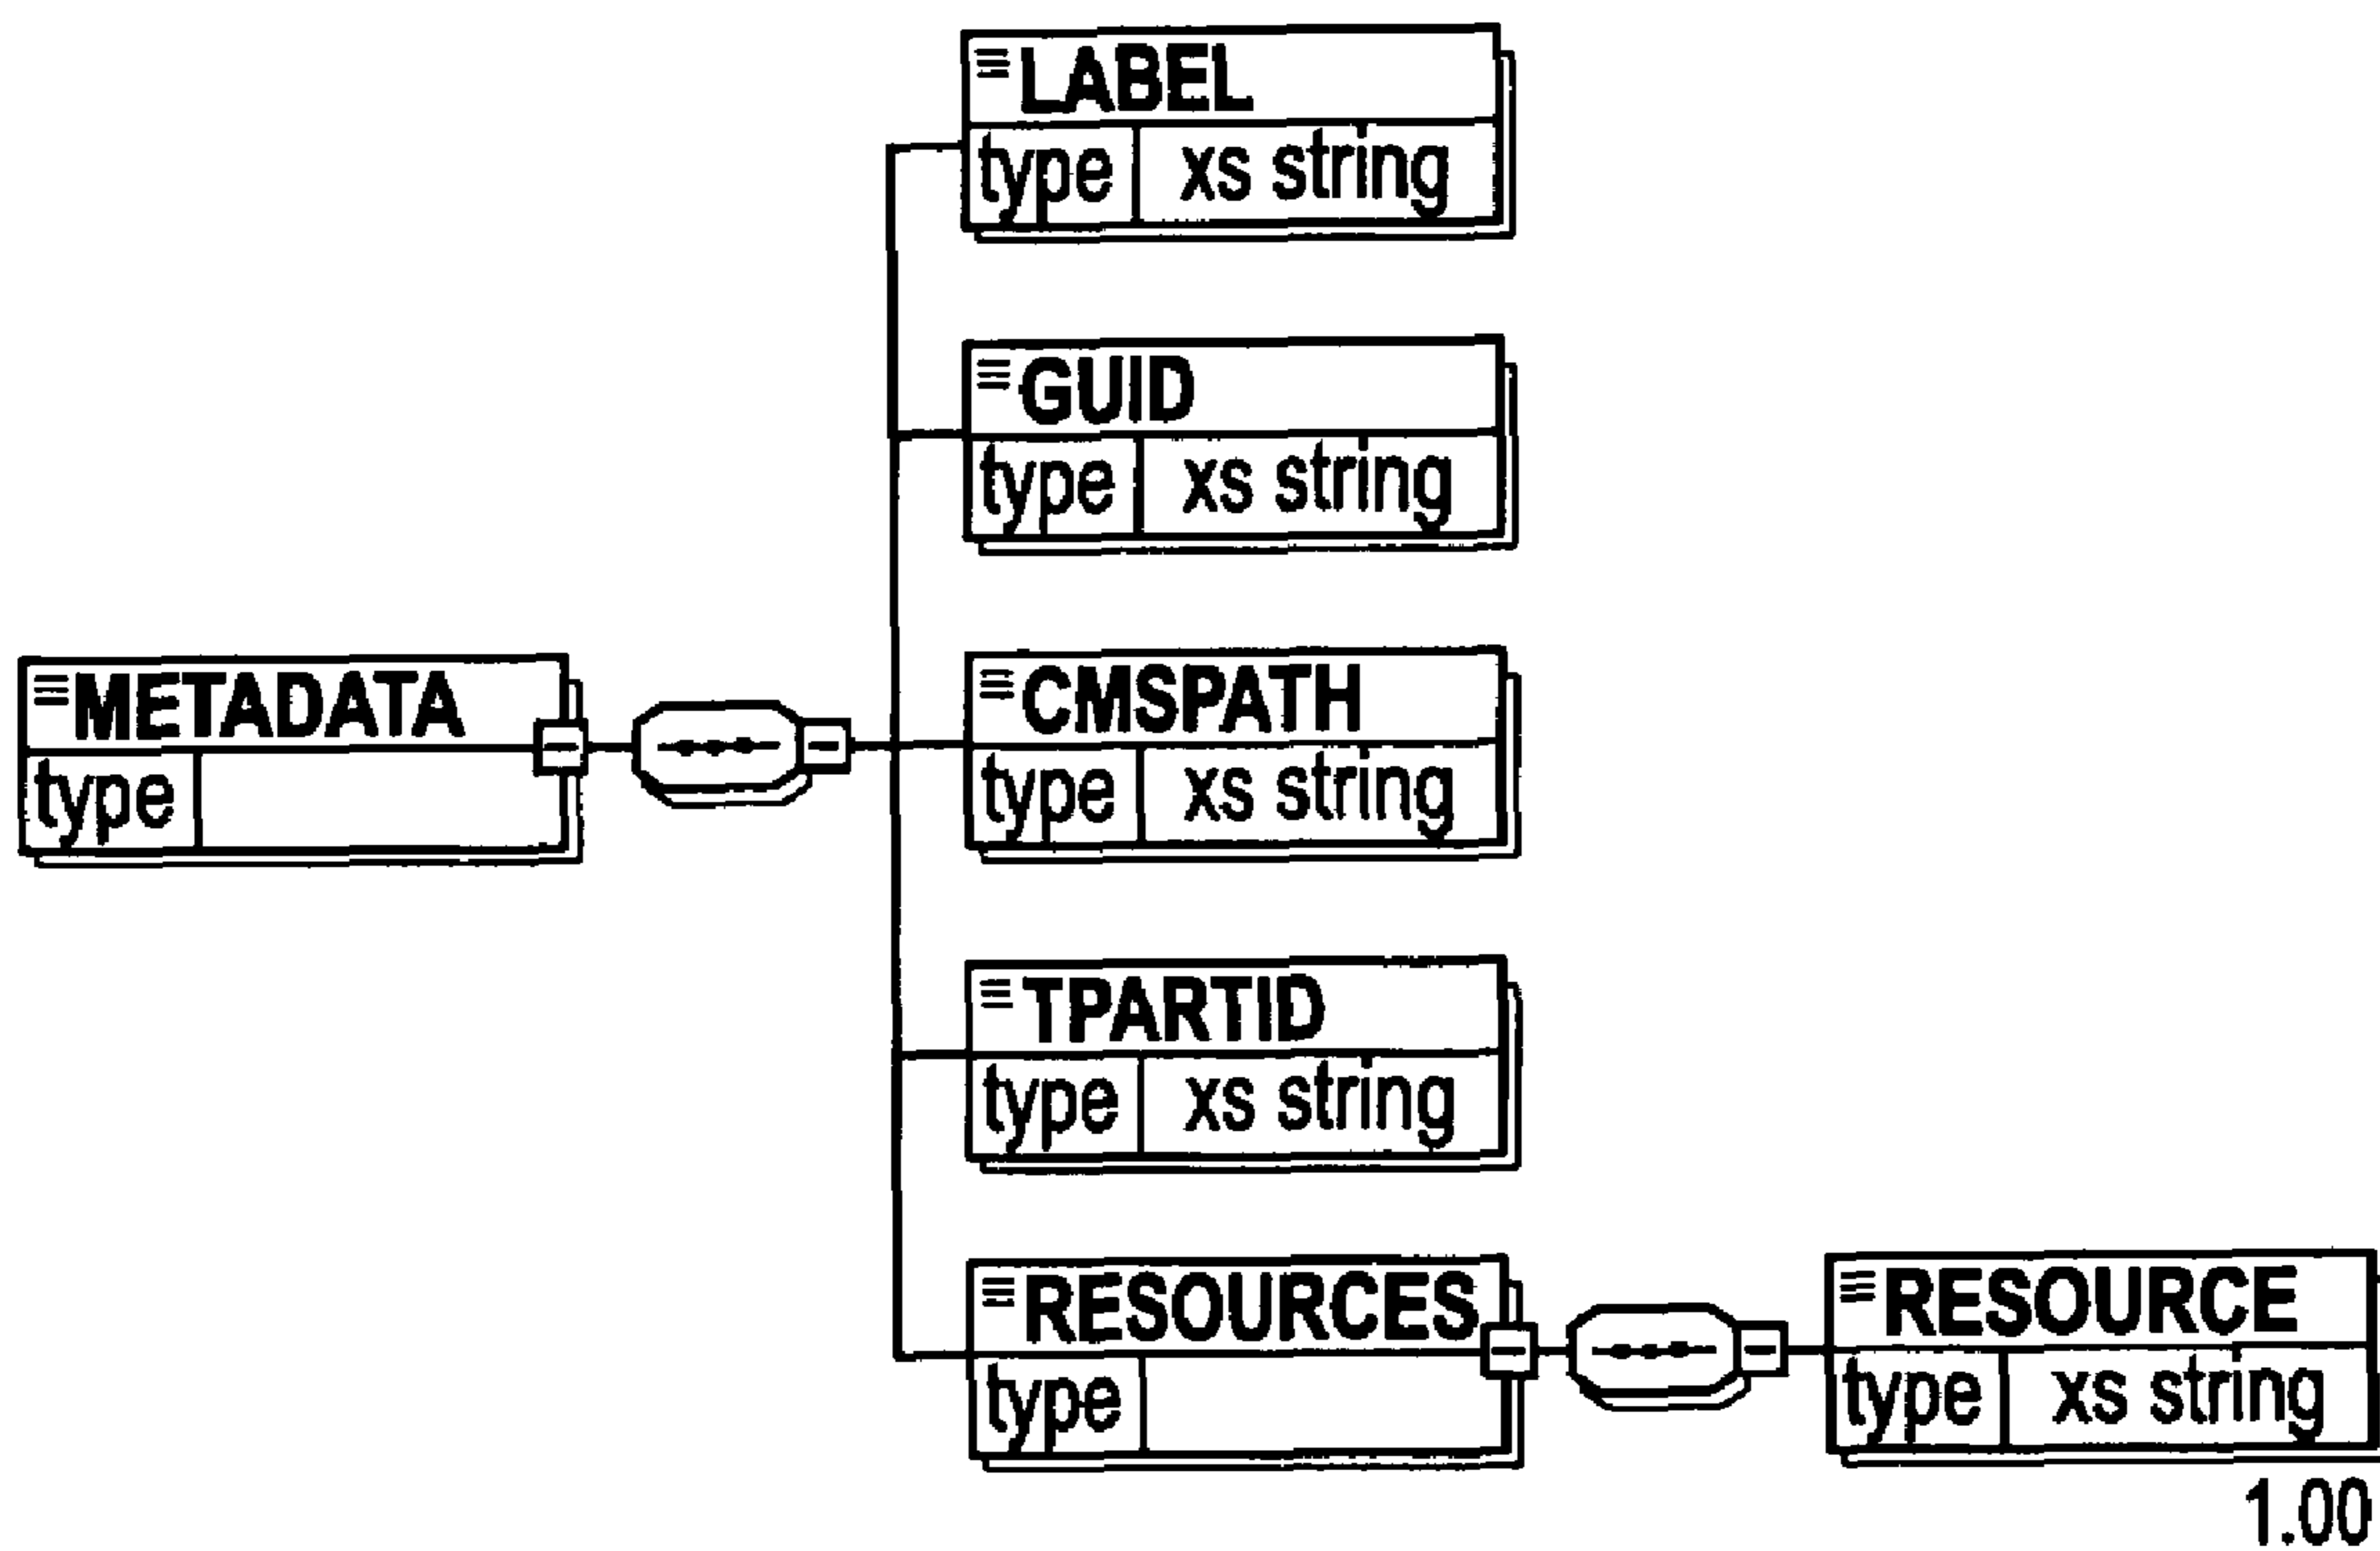 LABEL
type xs string
GUID
type xs string
METADATA
type
CMSPATH
type xs string
TPARTID
type xs string
RESOURCES
type
RESOURCE
type xs string
1.00